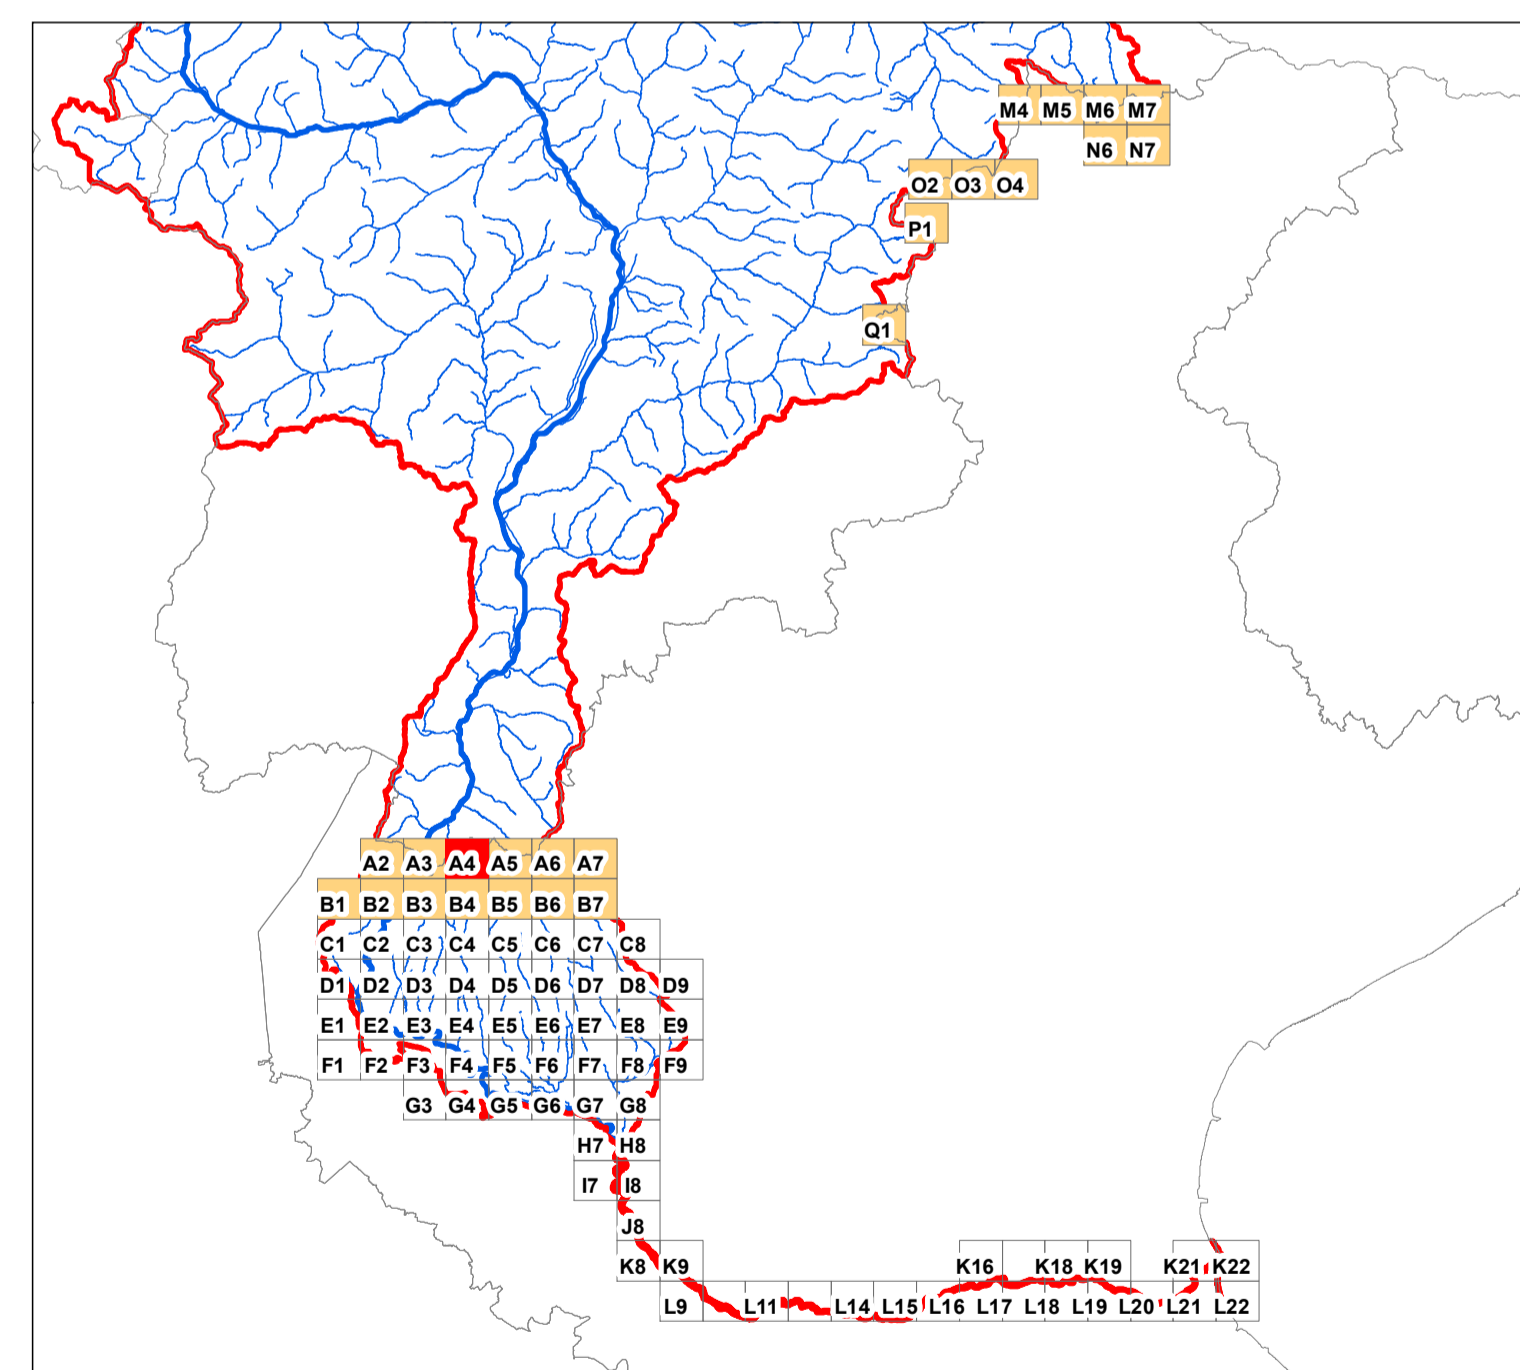 M4 M5 M6 M7
N6 N7
O2 O3 O4
P1
Q1
A2 A3 A4 A5 A6 A7
B1 B2 B3 B4 B5 B6 B7
C1 C2 C3 C4 C5 C6 C7 C8
D1 D2 D3 D4 D5 D6 D7 D8 D9
E1 E2 E3 E4 E5 E6 E7 E8 E9
F1 F2 F3 F4 F5 F6 F7 F8 F9
G3 G4 G5 G6 G7 G8
H7 H8
I7 I8
J8
K8 K9 K16 K18 K19 K21 K22
L9 L11 L14 L15 L16 L17 L18 L19 L20 L21 L22